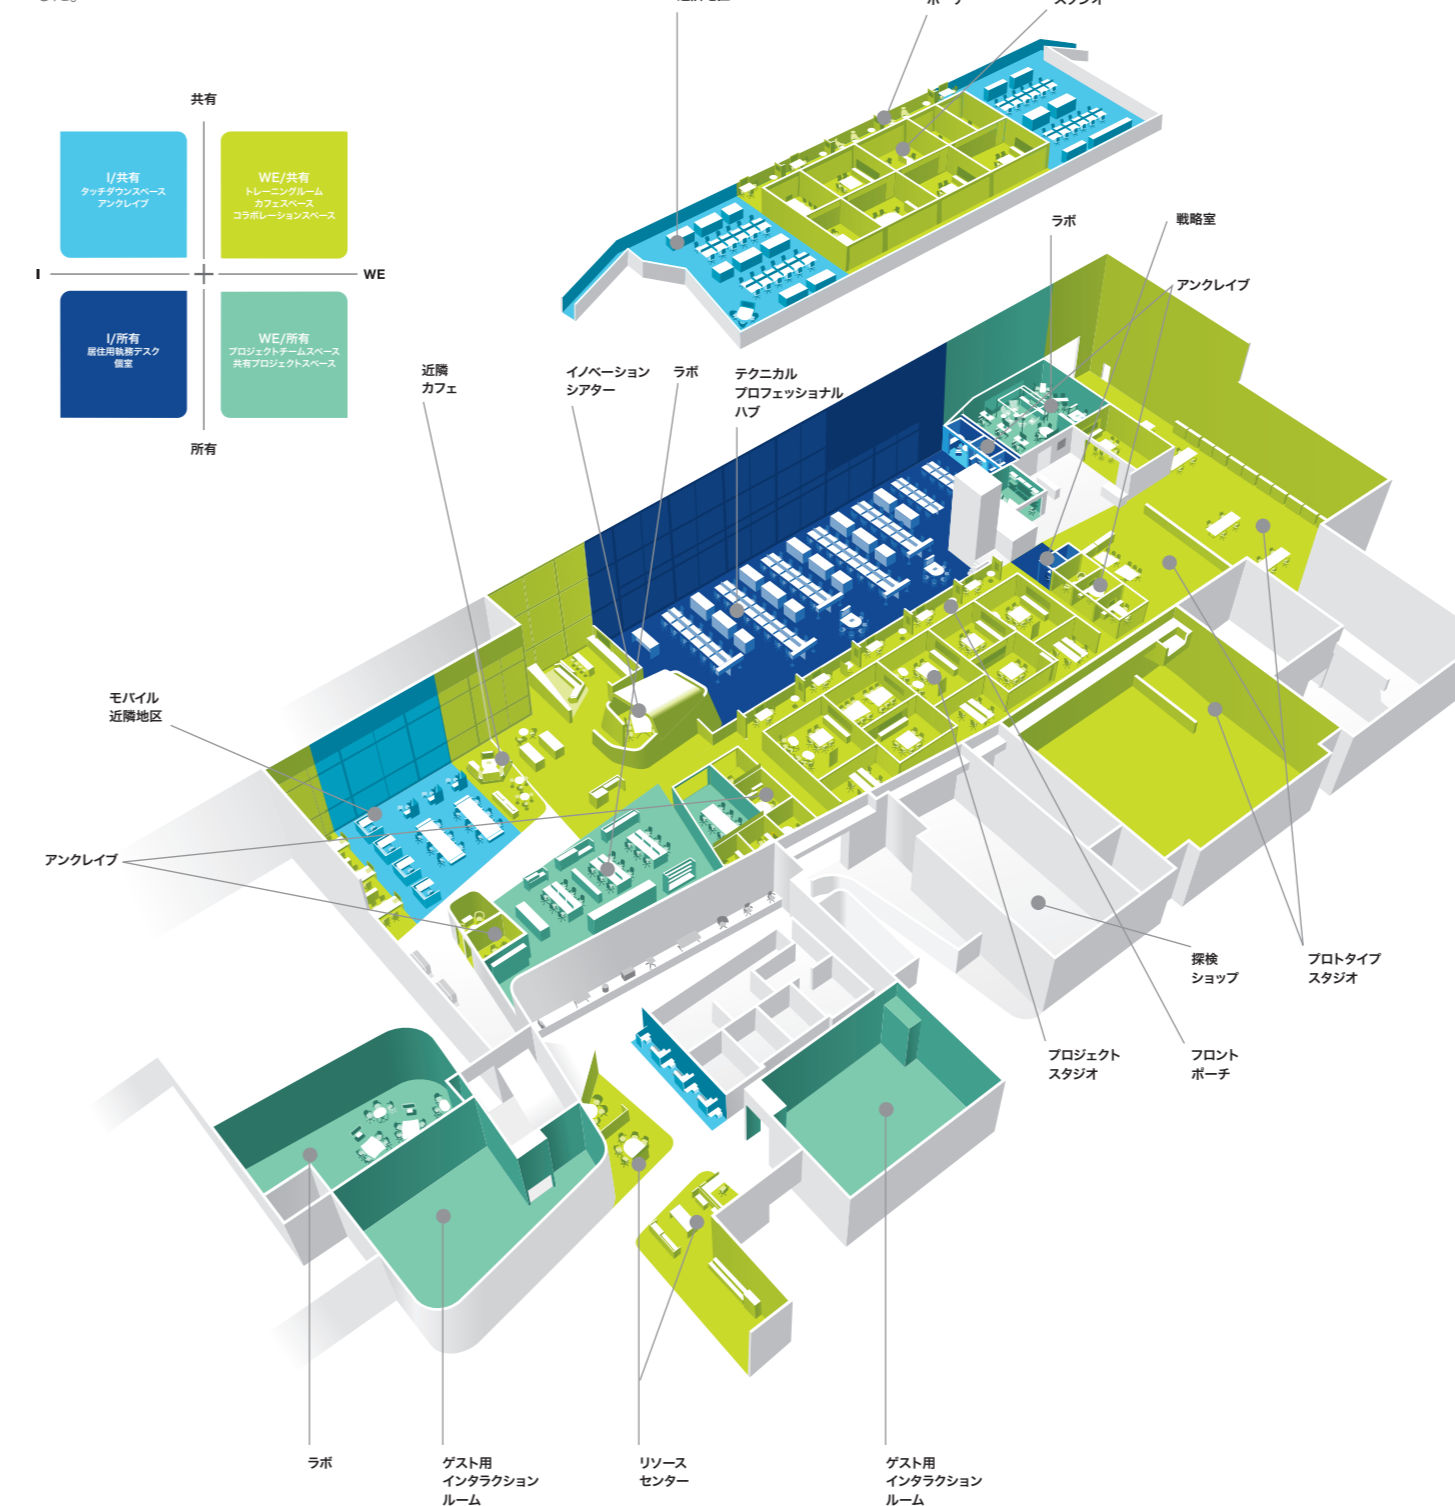 スタジオ
共有
I/共有
タッチダウンスペース
アンクレイブ
WE/共有
トレーニングルーム
カフェスペース
コラボレーションスペース
I
WE
I/所有
居住用執務デスク
個室
WE/所有
プロジェクトチームスペース
共有プロジェクトスペース
所有
ラボ
戦略室
アンクレイブ
近隣
カフェ
イノベーション
シアター
ラボ
テクニカル
プロフェッショナル
ハブ
モバイル
近隣地区
アンクレイブ
探検
ショップ
プロトタイプ
スタジオ
プロジェクト
スタジオ
フロント
ポーチ
ラボ
ゲスト用
インタラクション
ルーム
リソース
センター
ゲスト用
インタラクション
ルーム